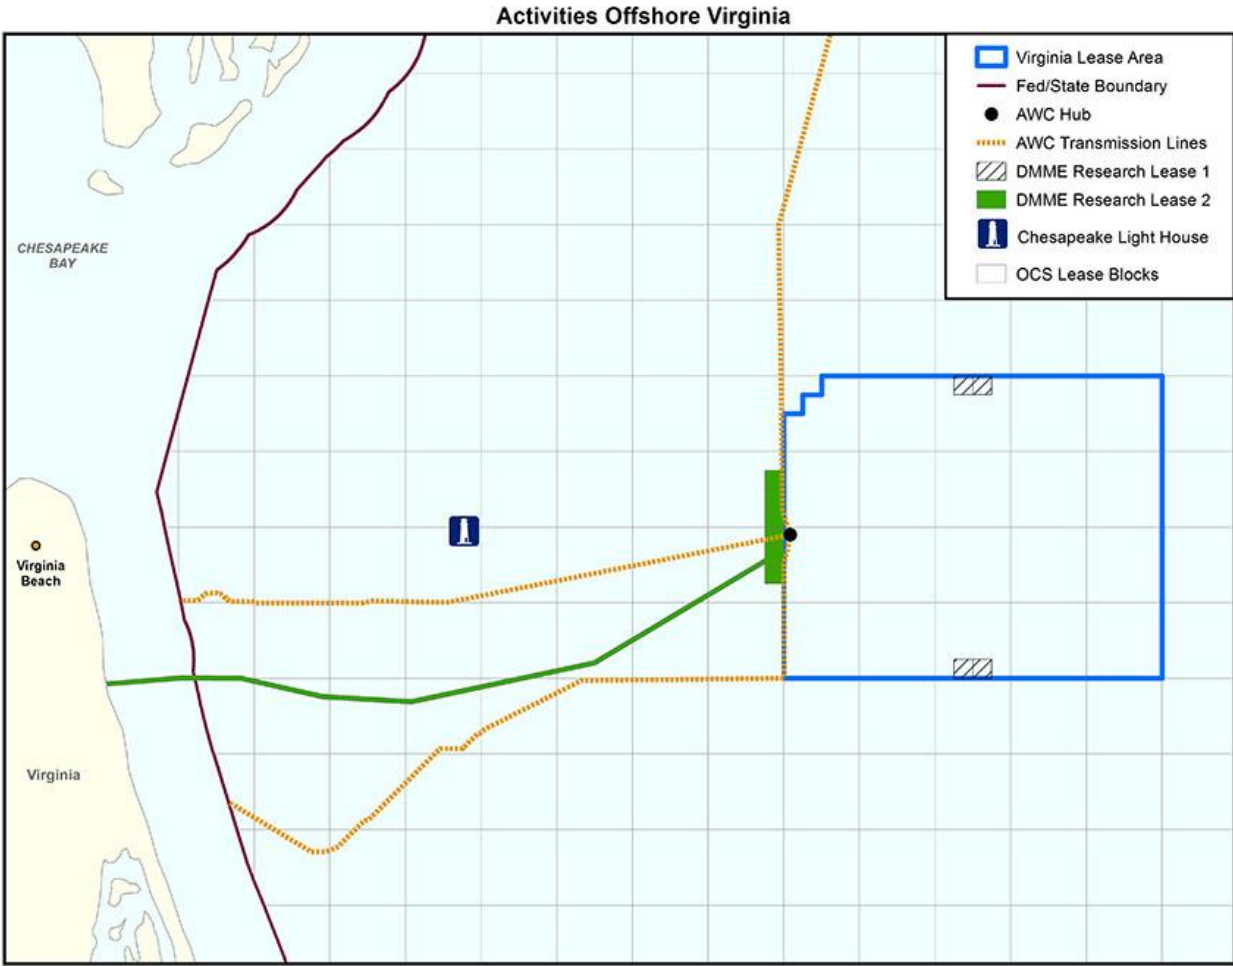 Activities Offshore Virginia
Virginia Lease Area
Fed/State Boundary
AWC Hub
AWC Transmission Lines
DMME Research Lease 1
DMME Research Lease 2
Chesapeake Light House
OCS Lease Blocks
CHESAPEAKE
BAY
Virginia
Beach
Virginia